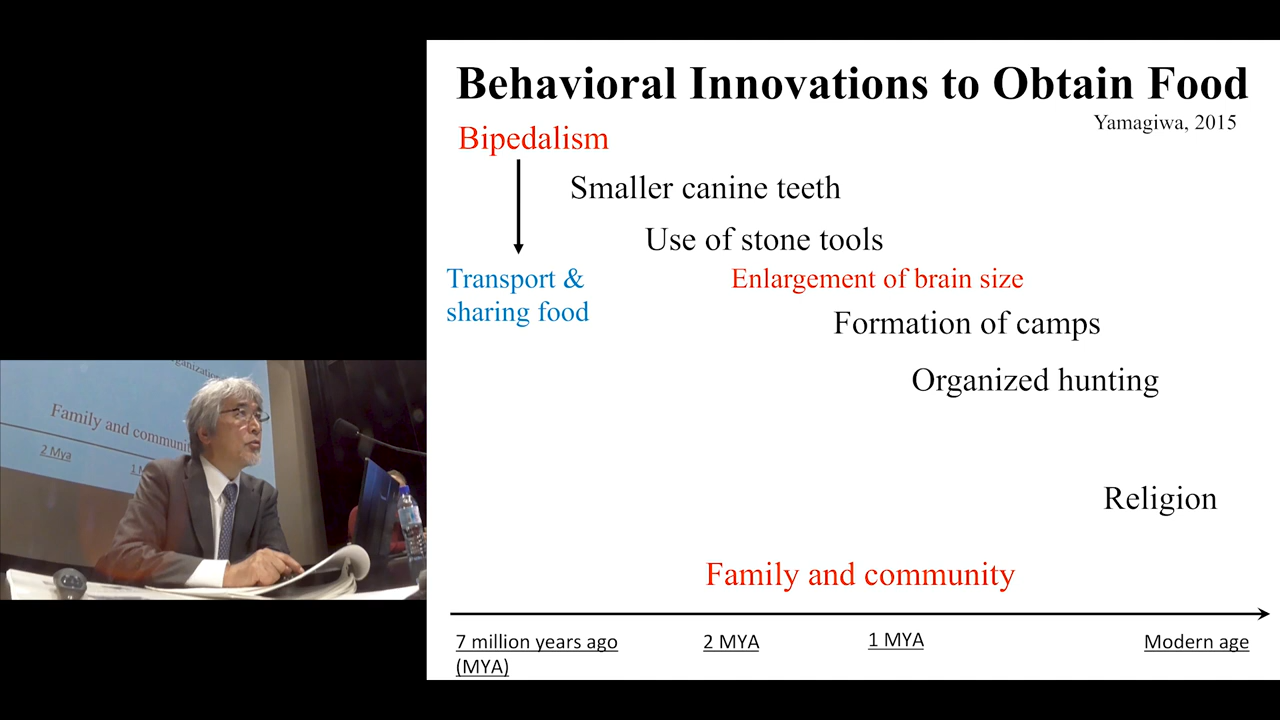 Behavioral Innovations to Obtain Food
Yamagiwa, 2015
Bipedalism
Smaller canine teeth
Use of stone tools
Transport &
sharing food
Enlargement of brain size
Formation of camps
Organized hunting
Religion
Family and community
7 million years ago
(MYA)
2 MYA
1 MYA
Modern age
Family and communit
2 Mya